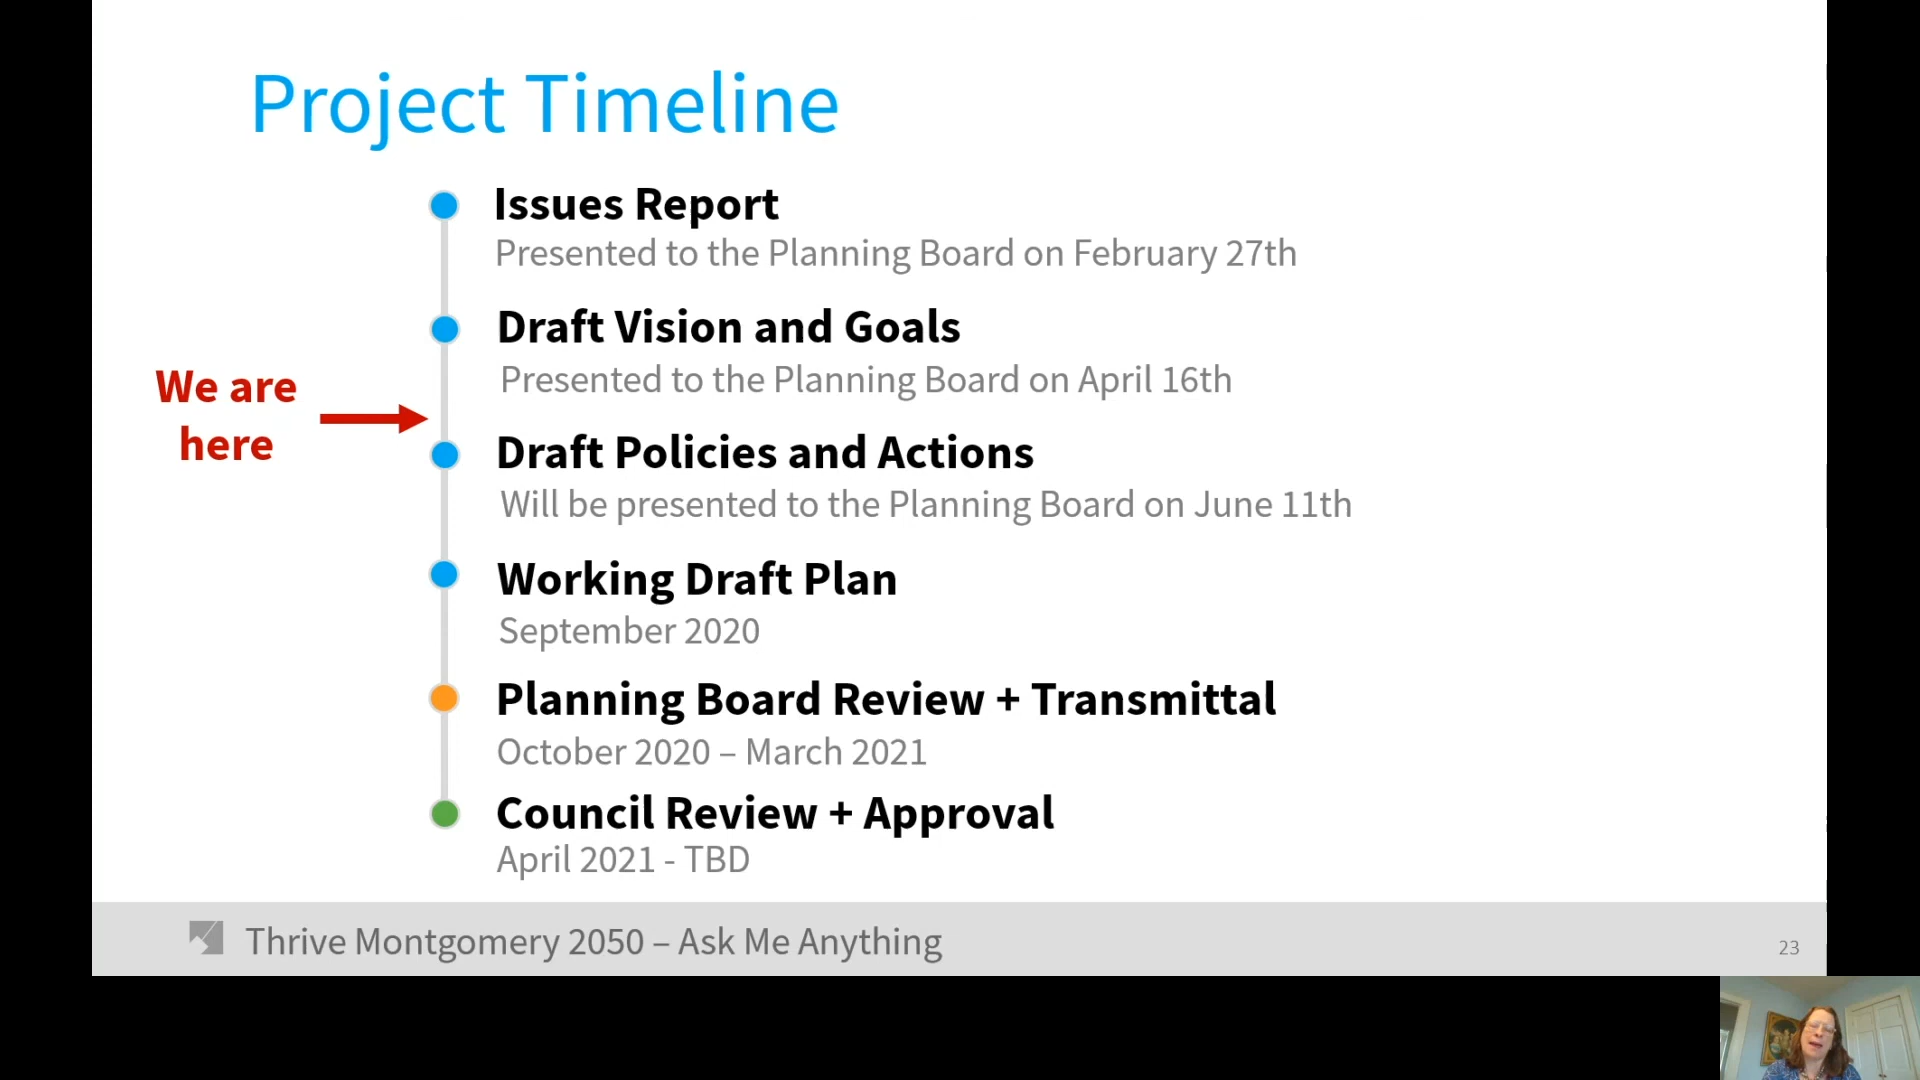 Project Timeline
Issues Report
Presented to the Planning Board on February 27th
Draft Vision and Goals
Presented to the Planning Board on April 16th
We are
here
Draft Policies and Actions
Will be presented to the Planning Board on June 11th
Working Draft Plan
September 2020
Planning Board Review + Transmittal
October 2020 – March 2021
Council Review + Approval
April 2021 - TBD
Thrive Montgomery 2050 – Ask Me Anything
23